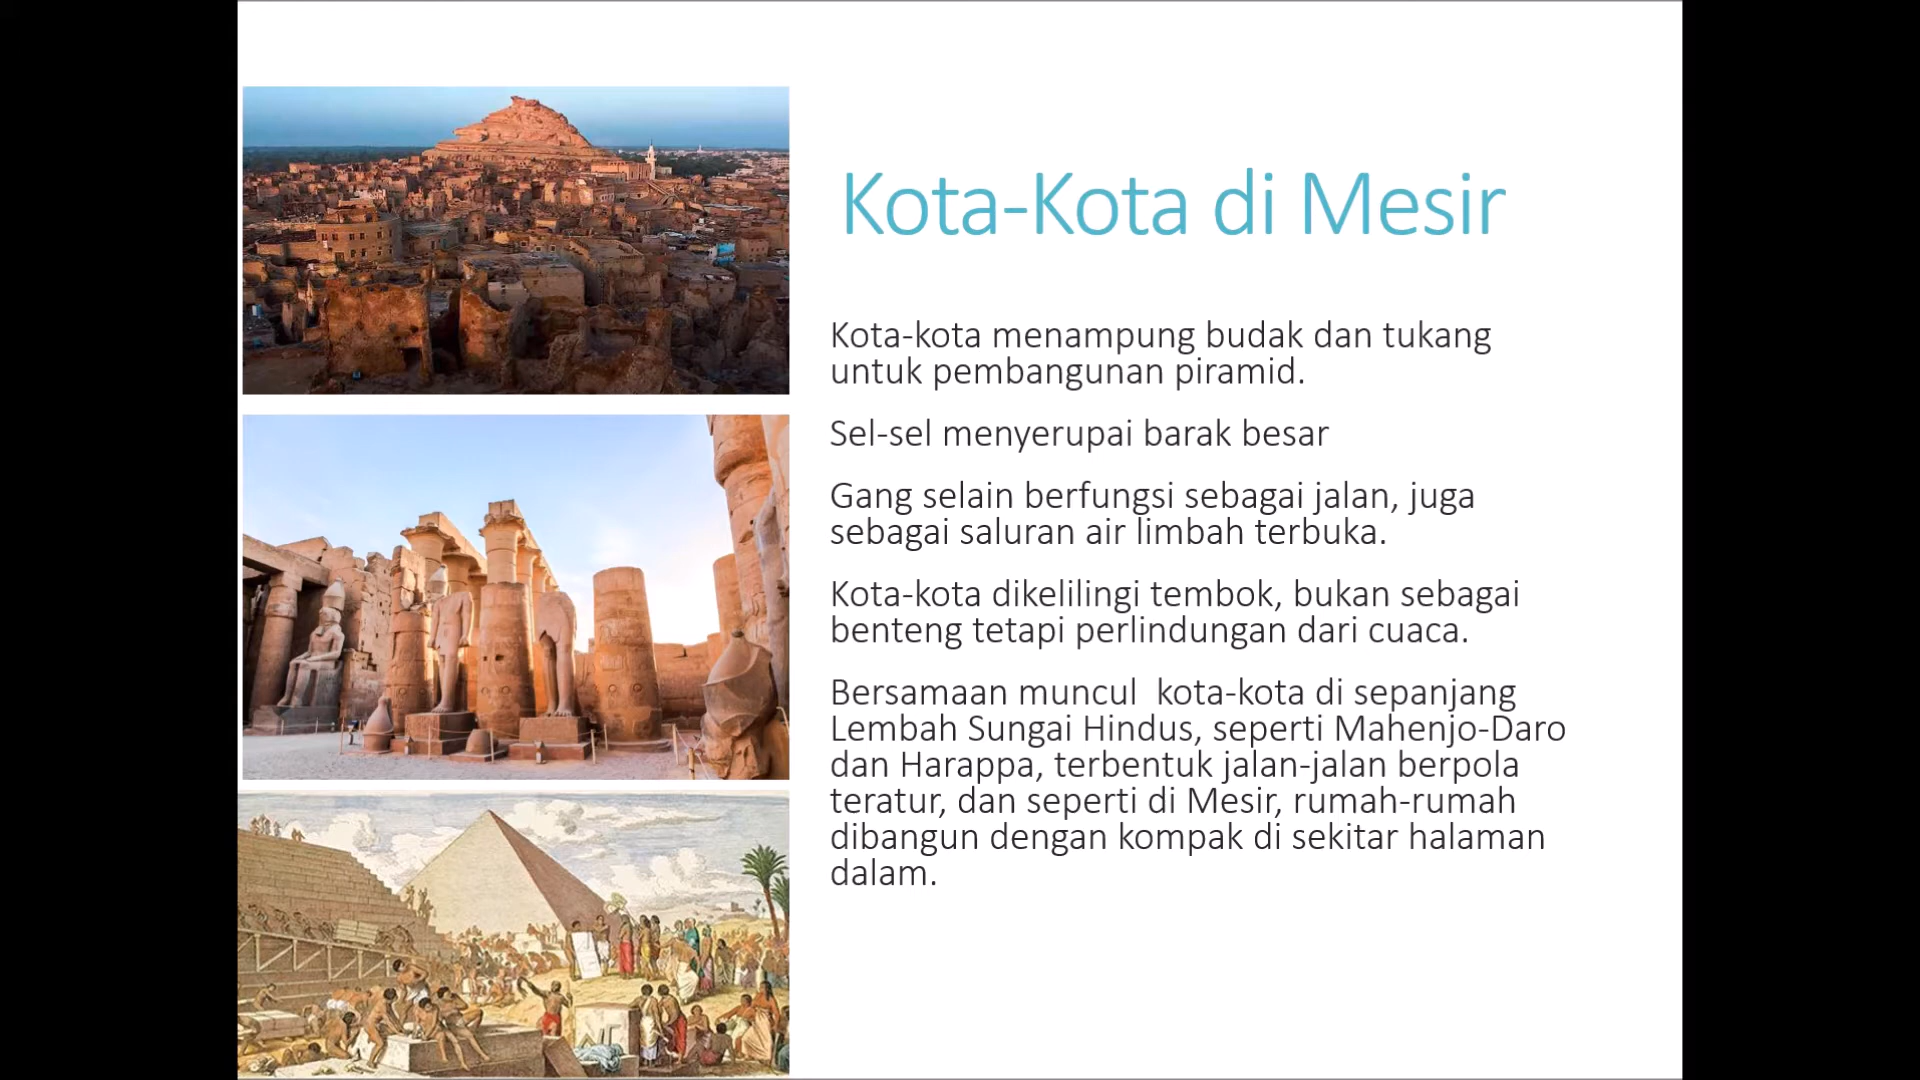 Kota-Kota di Mesir
Kota-kota menampung budak dan tukang
untuk pembangunan piramid.
Sel-sel menyerupai barak besar
Gang selain berfungsi sebagai jalan, juga
sebagai saluran air limbah terbuka.
Kota-kota dikelilingi tembok, bukan sebagai
benteng tetapi perlindungan dari cuaca.
Bersamaan muncul  kota-kota di sepanjang
Lembah Sungai Hindus, seperti Mahenjo-Daro
dan Harappa, terbentuk jalan-jalan berpola
teratur, dan seperti di Mesir, rumah-rumah
dibangun dengan kompak di sekitar halaman
dalam.